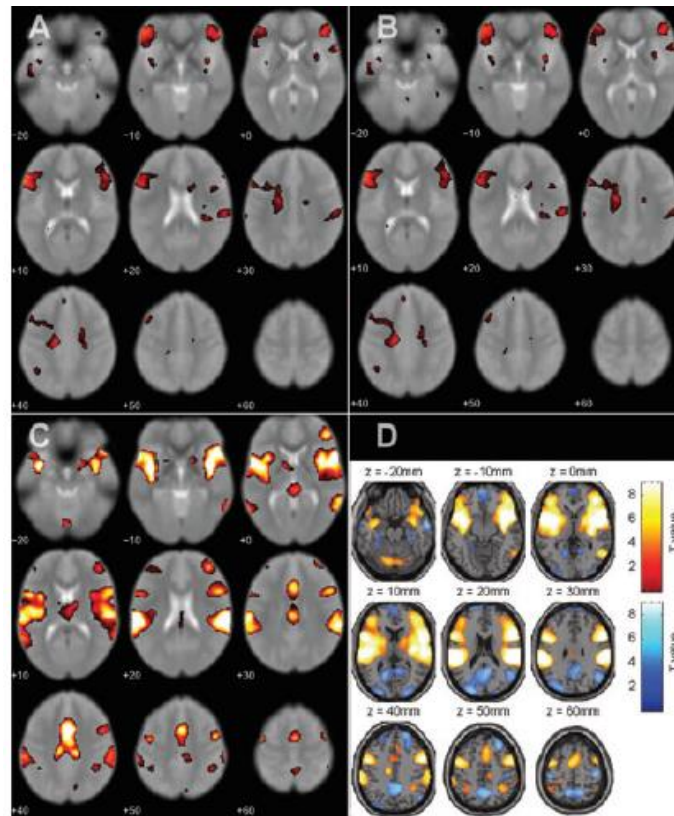 A
B
-20
-10
+0
-20
-10
+0
+10
+20
+30
+10
+20
+30
+40
+50
+60
+40
+50
+60
C
D
z = -20mm
z = -10mm
z = 0mm
8
6
4
2
T value
-20
-10
+0
z = 10mm
z = 20mm
z = 30mm
8
6
4
2
T value
+10
+20
+30
z = 40mm
z = 50mm
z = 60mm
+40
+50
+60